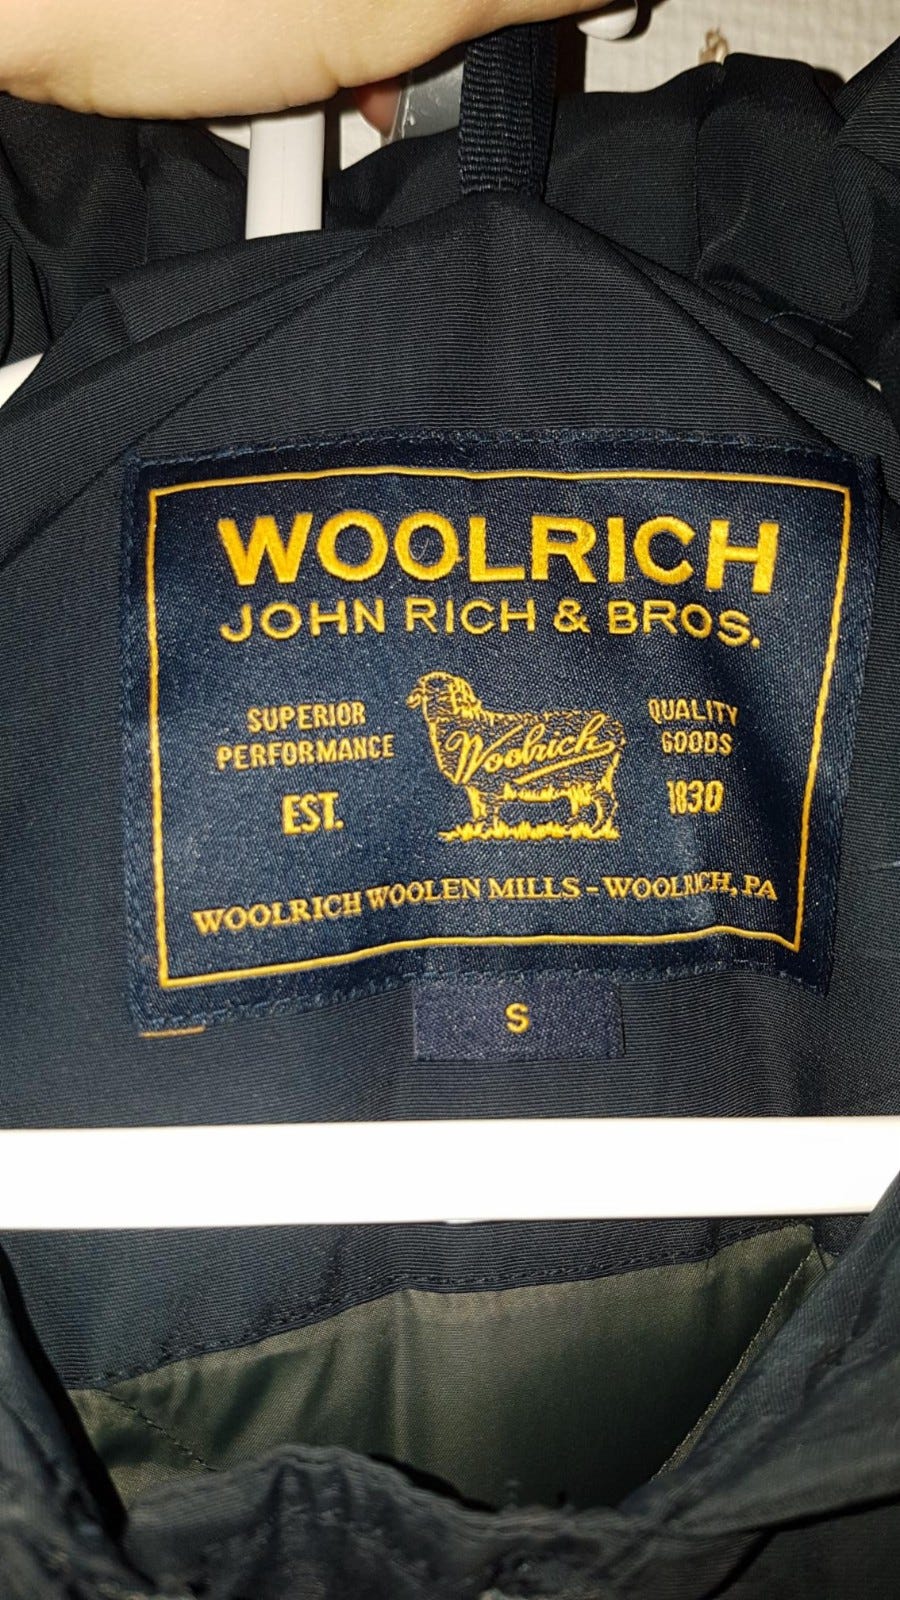 WOOLRICH
JOHN RICH & BROS.
SUPERIOR
PERFORMANCE
EST.
Woolrich
QUALITY
GOODS
1830
WOOLRICH WOOLEN MILLS - WOOLRICH, PA
S